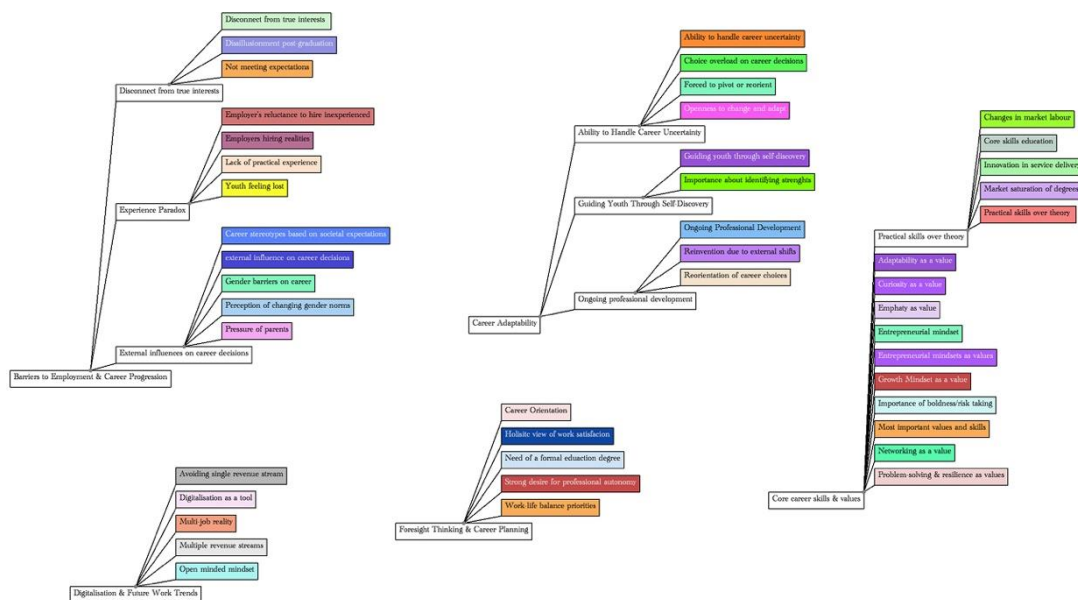 Disconnect from true interests
Disillusionment post graduation
Not meeting expectations
Disconnect from true interests
Employer's reluctance to hire inexperienced
Employers hiring realities
Lack of practical experience
Youth feeling lost
Experience Paradox
Career stereotypes based on societal expectations
external influence on career decisions
Gender barriers on career
Perception of changing gender norms
Pressure of parents
External influences on career decisions
Barriers to Employment & Career Progression
Ability to handle career uncertainty
Choice overload on career decisions
Forced to pivot or reorient
Openness to change and adapt
Ability to Handle Career Uncertainty
Guiding youth through self discovery
Importance about identifying strenghts
Guiding Youth Through Self-Discovery
Ongoing Professional Development
Reinvention due to external shifts
Reorientation of career choices
Ongoing professional development
Career Adaptability
Changes in market labour
Core skills education
Innovation in service delivery
Market saturation of degrees
Practical skills over theory
Practical skills over theory
Adaptability as a value
Curiosity as a value
Emphaty as value
Entrepreneurial mindset
Entrepreneurial mindsets as values
Growth Mindset as a value
Importance of boldness/risk taking
Most important values and skills
Networking as a value
Problem-solving & resilience as values
Core career skills & values
Avoiding single revenue stream
Digitalisation as a tool
Multi-job reality
Multiple revenue streams
Open minded mindset
Digitalisation & Future Work Trends
Career Orientation
Holisitc view of work satisfacion
Need of a formal eduaction degree
Strong desire for professional autonomy
Work-life balance priorities
Foresight Thinking & Career Planning